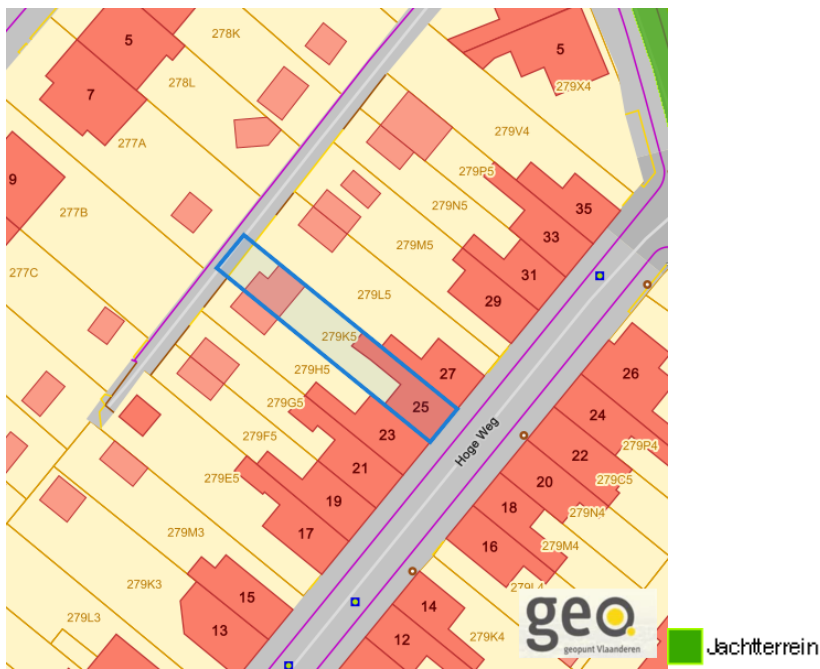 5
278K
5
278L
279X4
7
277A
279V4
9
279P5
277B
279N5
35
33
279M5
31
277C
29
279L5
279K5
27
26
279H5
25
24
279G5
23
Hoge Weg
279P4
279F5
22
21
279C5
279E5
20
19
18
279N4
17
16
279M4
279M3
279K3
279L4
15
14
279L3
13
12
279K4
geo.
geopunt Vlaanderen
Jachtterrein